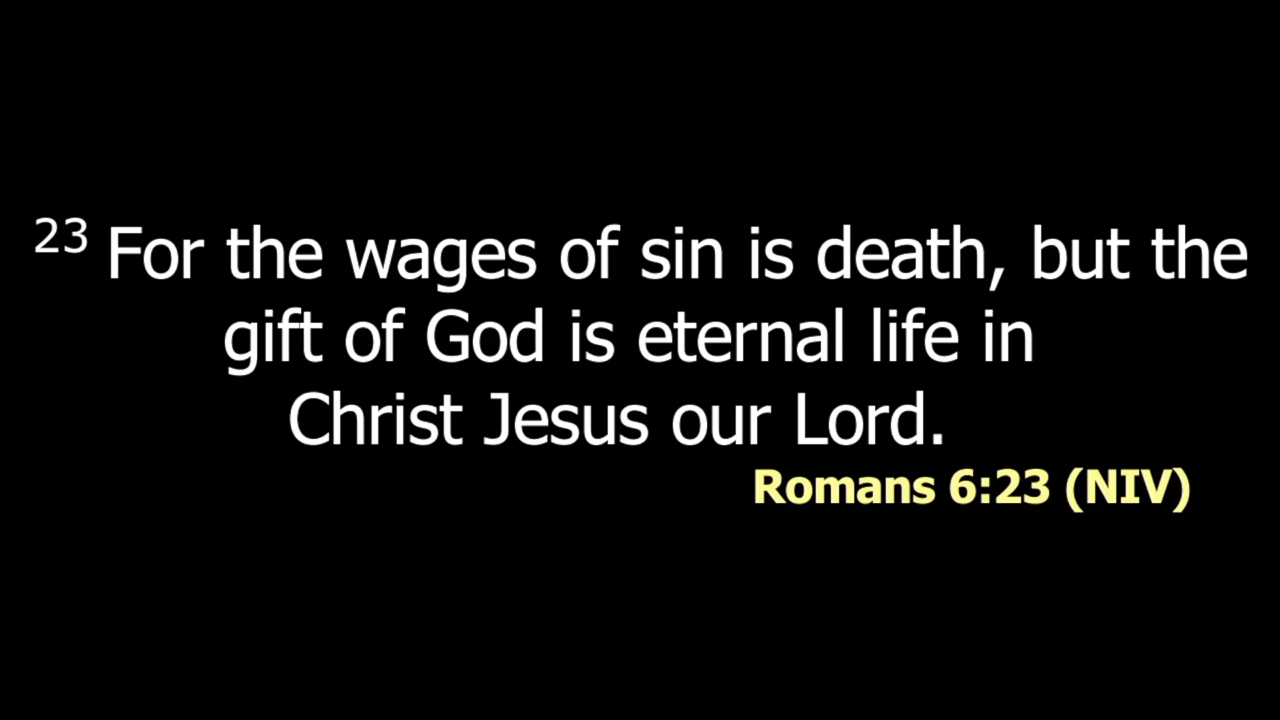 23 For the wages of sin is death, but the
gift of God is eternal life in
Christ Jesus our Lord.
Romans 6:23 (NIV)